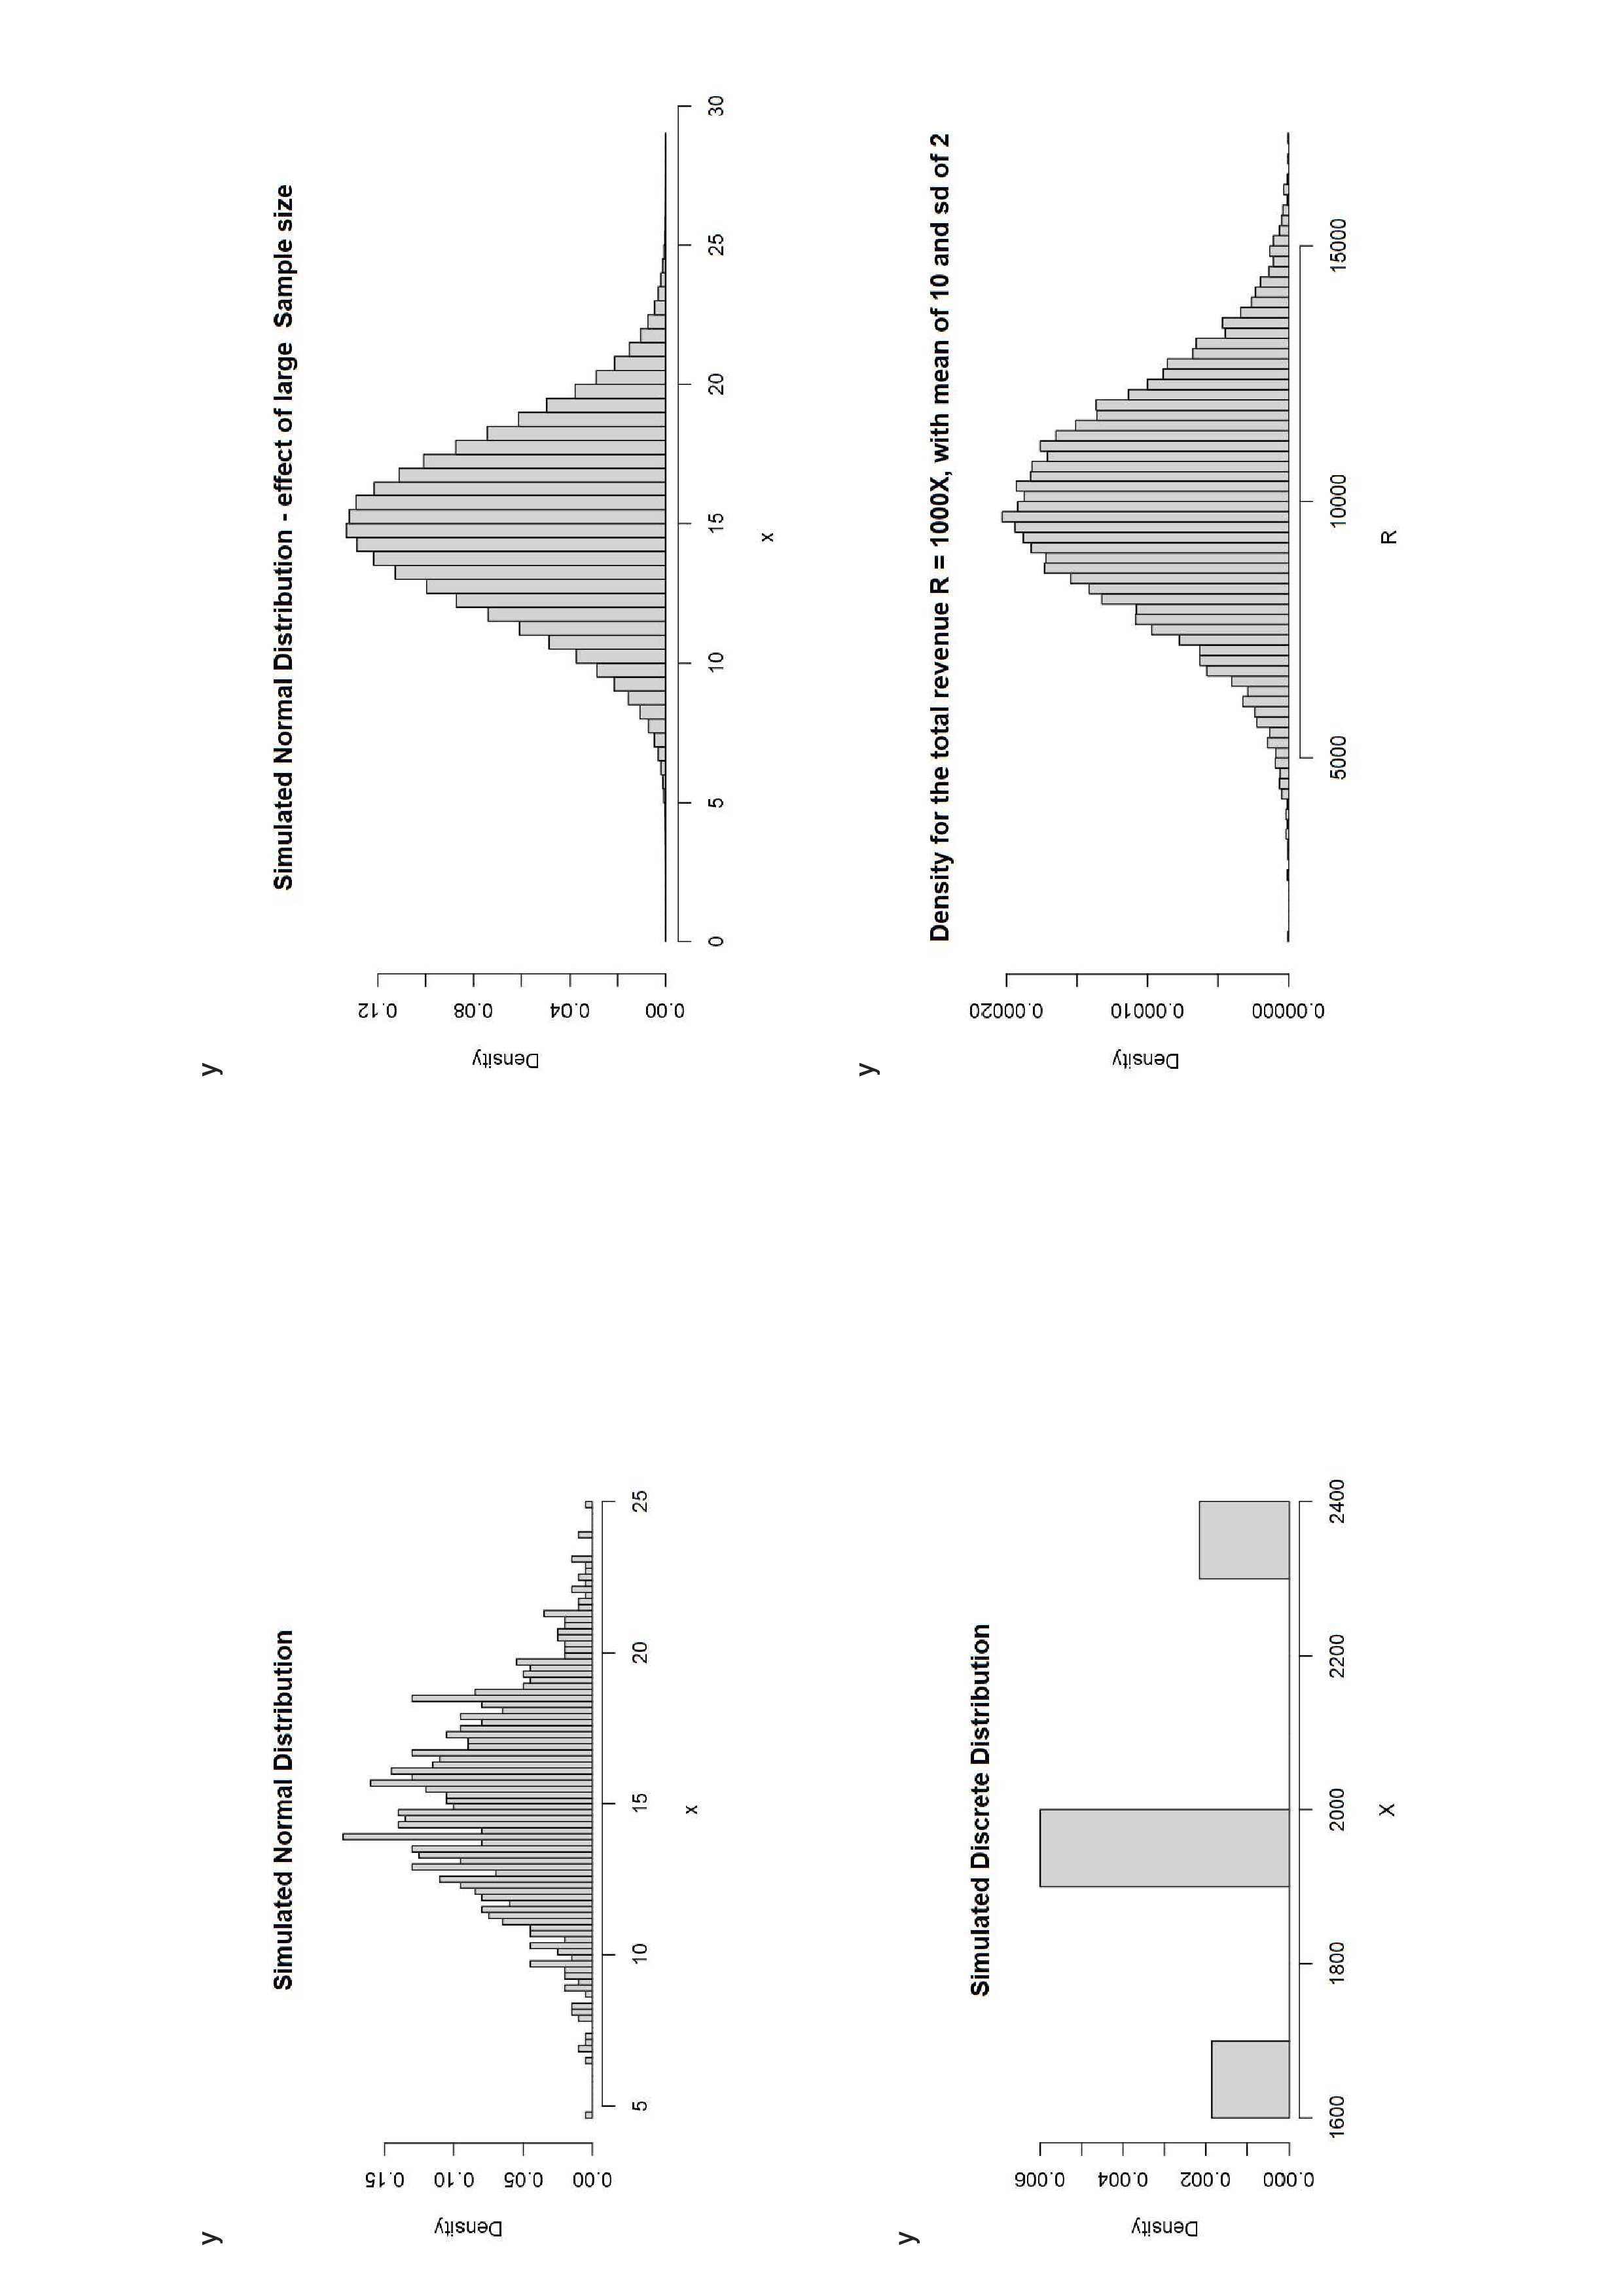 y
Simulated Normal Distribution
0.15
0.10
0.05
0.00
Density
5 10 15 20 25
x
y
Simulated Normal Distribution - effect of large  Sample size
0.12
0.08
0.04
0.00
Density
0 5 10 15 20 25 30
x
y
Simulated Discrete Distribution
0.006
0.004
0.002
0.000
Density
1600 1800 2000 2200 2400
X
y
Density for the total revenue R = 1000X, with mean of 10 and sd of 2
0.00020
0.00010
0.00000
Density
5000 10000 15000
R